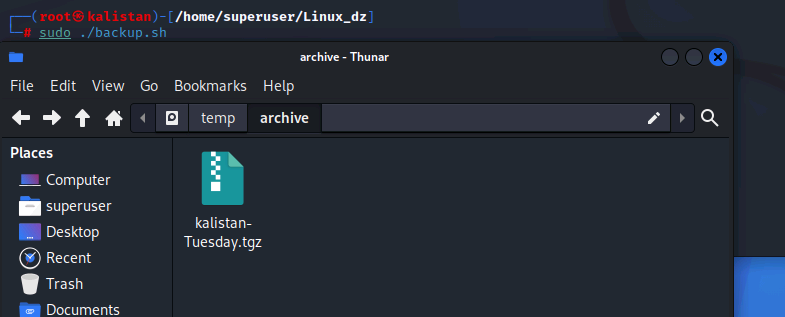 ┌──(root㉿kalistan)-[/home/superuser/Linux_dz]
└─# sudo ./backup.sh
archive - Thunar
File Edit View Go Bookmarks Help
temp archive
Places
Computer
superuser
Desktop
Recent
Trash
Documents
kalistan-
Tuesday.tgz